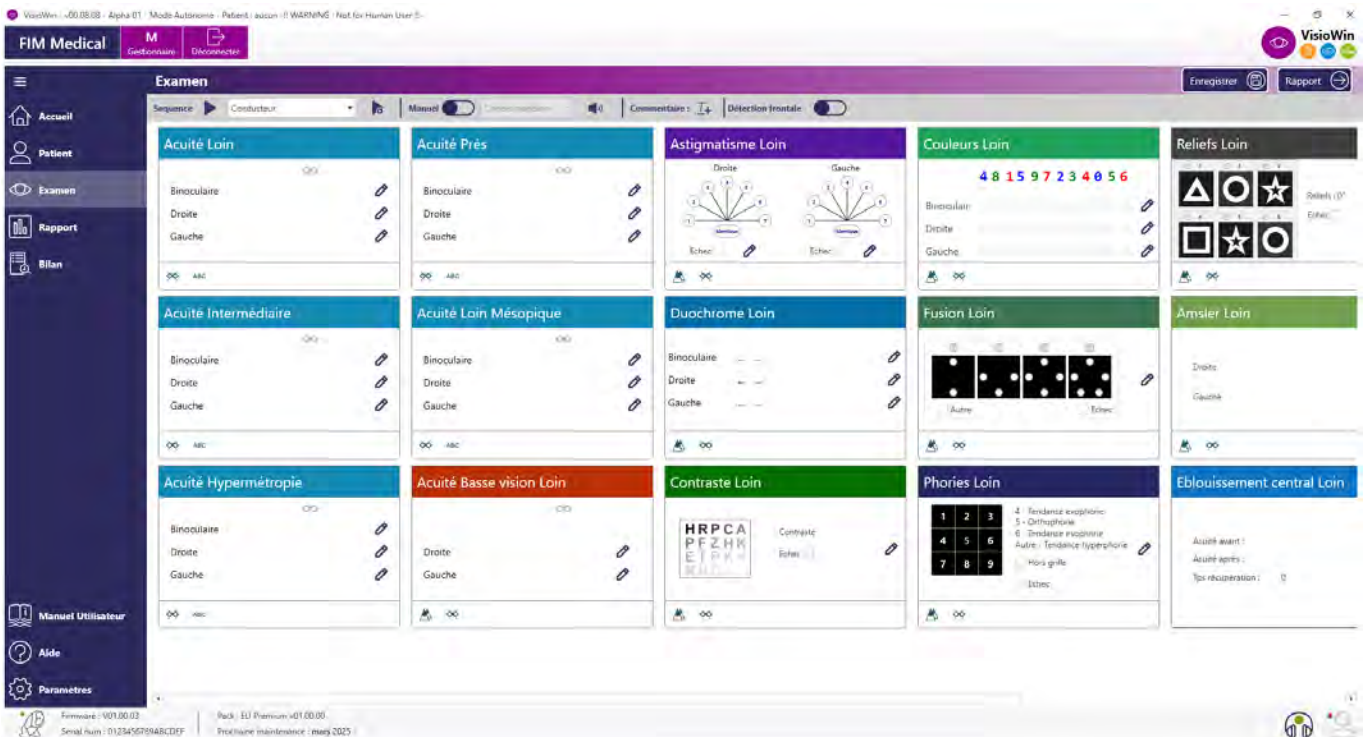 VisioWin : v00.08.08 - Alpha 01 Mode Autonome - Patient : aucun - !! WARNING : Not for Human User !! -
FIM Medical
M
Gestionnaire
Déconnecter
VisioWin
Examen
Enregistrer
Rapport
Sequence
Conducteur
Manuel
Commentaire :
Détection frontale
Accueil
Patient
Examen
Rapport
Bilan
Manuel Utilisateur
Aide
Parametres
Acuité Loin
Binoculaire
Droite
Gauche
ABC
Acuité Près
Binoculaire
Droite
Gauche
ABC
Astigmatisme Loin
Droite
Gauche
Echec
Echec
Couleurs Loin
4 8 1 5 9 7 2 3 4 0 5 6
Binoculaire
Droite
Gauche
Reliefs Loin
Reliefs : 0"
Echec
Acuité Intermédiaire
Binoculaire
Droite
Gauche
ABC
Acuité Loin Mésopique
Binoculaire
Droite
Gauche
ABC
Duochrome Loin
Binoculaire
Droite
Gauche
Fusion Loin
Autre
Echec
Amsler Loin
Droite
Gauche
Acuité Hypermétropie
Binoculaire
Droite
Gauche
ABC
Acuité Basse vision Loin
Droite
Gauche
Contraste Loin
HRPCA
PFZHK
Contraste
Echec
Phories Loin
1 2 3
4 5 6
7 8 9
4 - Tendance exophorie
5 - Orthophorie
6 - Tendance esophorie
Autre - Tendance hyperphorie
Hors grille
Echec
Eblouissement central Loin
Acuité avant :
Acuité après :
Tps récupération : 0
Firmware : V01.00.03
Serial num : 0123456789ABCDEF
Pack : EU Premium v01.00.00
Prochaine maintenance : mars 2025